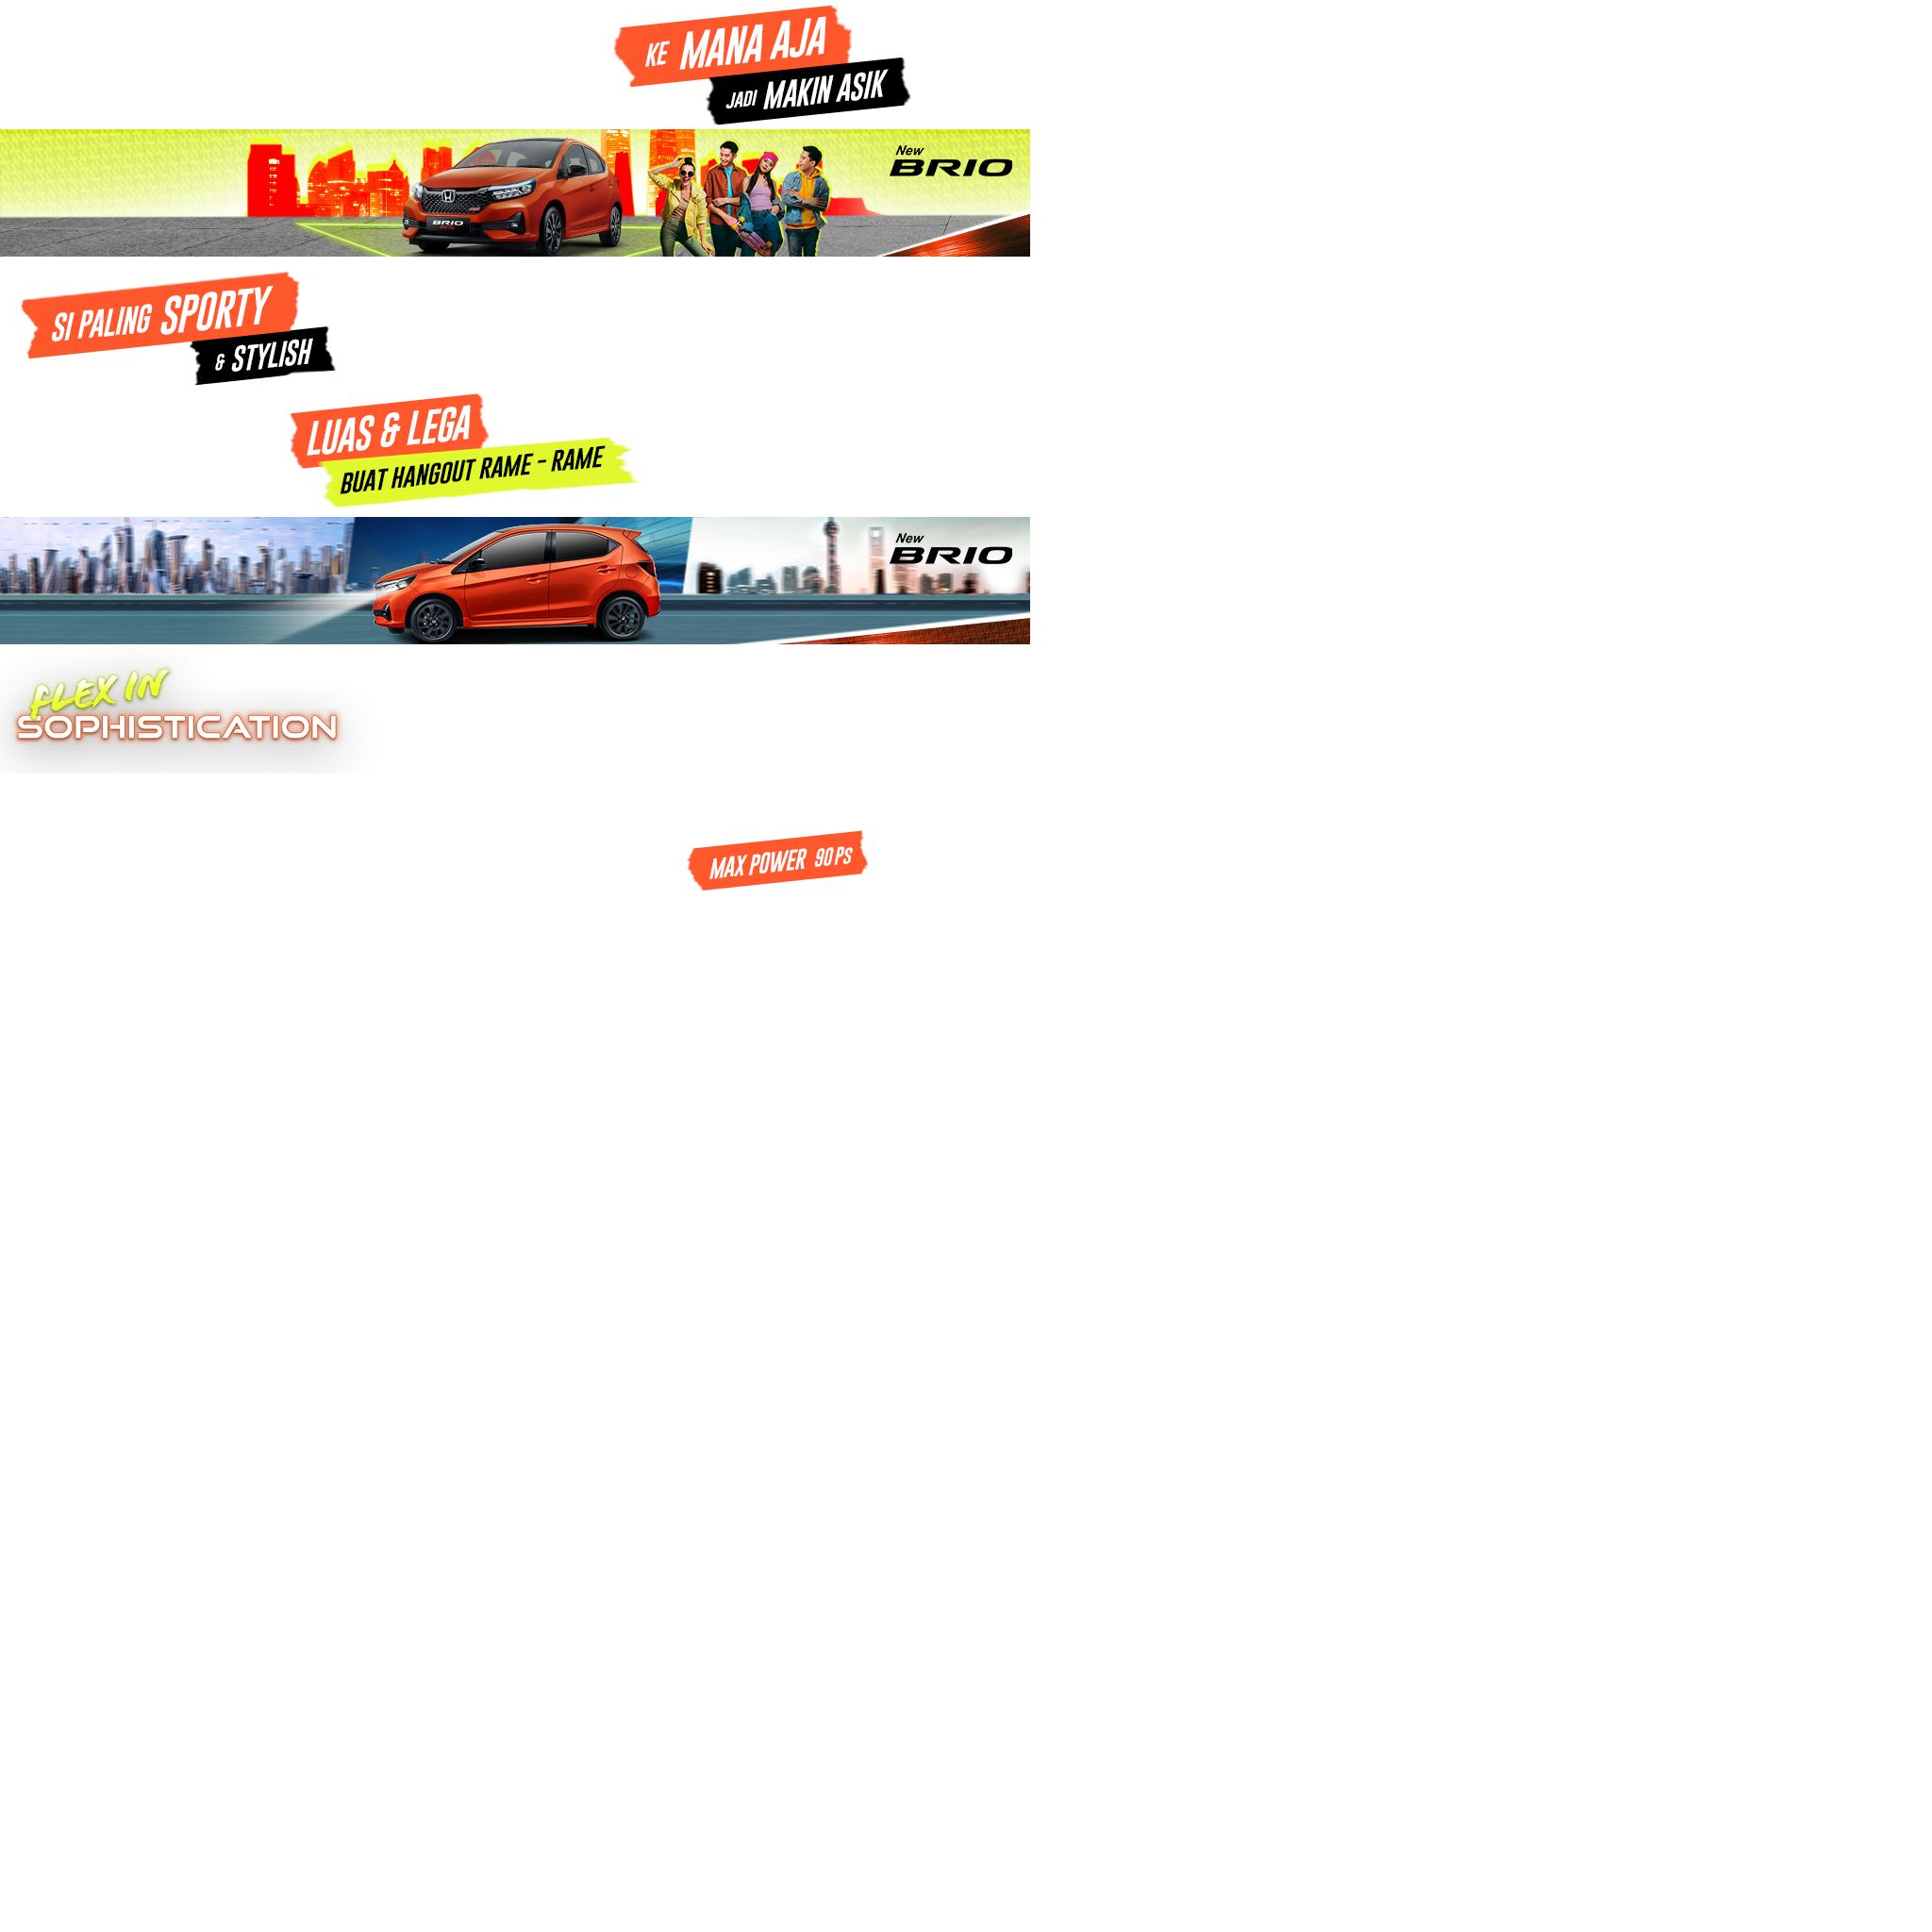 KE MANA AJA
JADI MAKIN ASIK
New
BRIO
BRIO
SI PALING SPORTY
& STYLISH
LUAS & LEGA
BUAT HANGOUT RAME - RAME
New
BRIO
FLEX IN
SOPHISTICATION
MAX POWER 90 PS